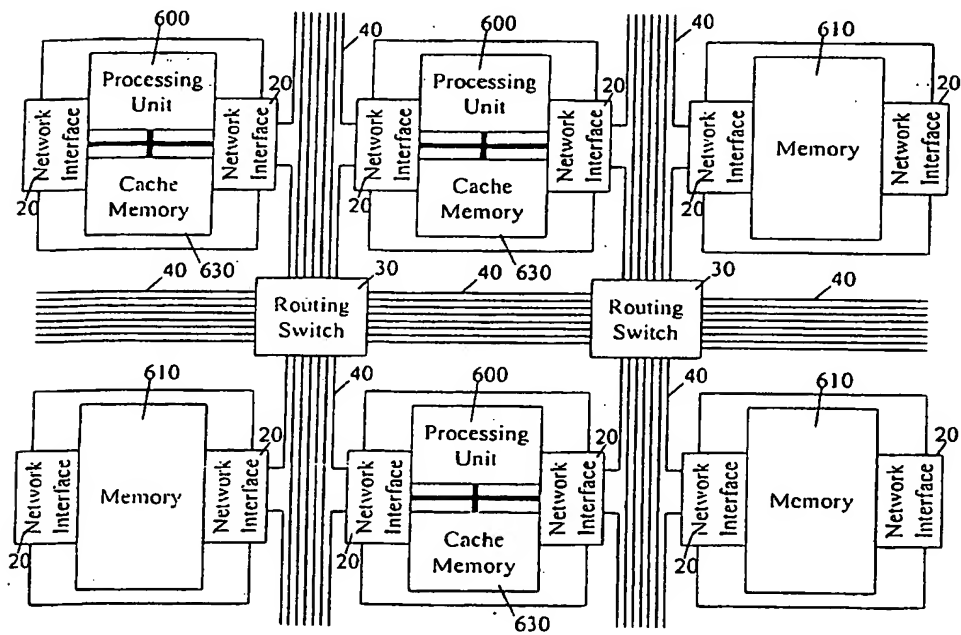 600
40
600
40
610
Processing
Unit
20
Network
Interface
Network
Interface
20
Cache
Memory
630
Processing
Unit
20
Network
Interface
Network
Interface
20
Cache
Memory
630
Memory
20
Network
Interface
Network
Interface
20
40
30
40
30
40
Routing
Switch
Routing
Switch
610
40
600
40
610
Memory
20
Network
Interface
Network
Interface
20
Processing
Unit
20
Network
Interface
Network
Interface
20
Cache
Memory
630
Memory
20
Network
Interface
Network
Interface
20